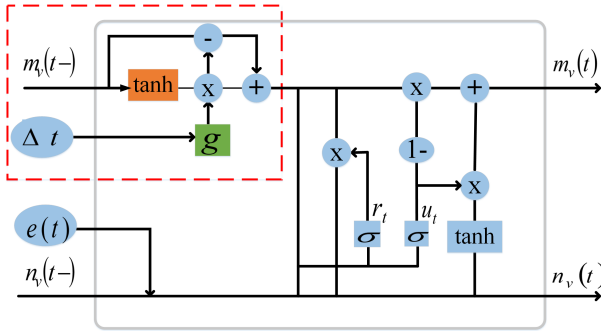 -
m_v(t−) tanh x + x + m_v(t)
Δ t g x 1-
x
r_t u_t
e(t) σ σ tanh
n_v(t−) n_v(t)